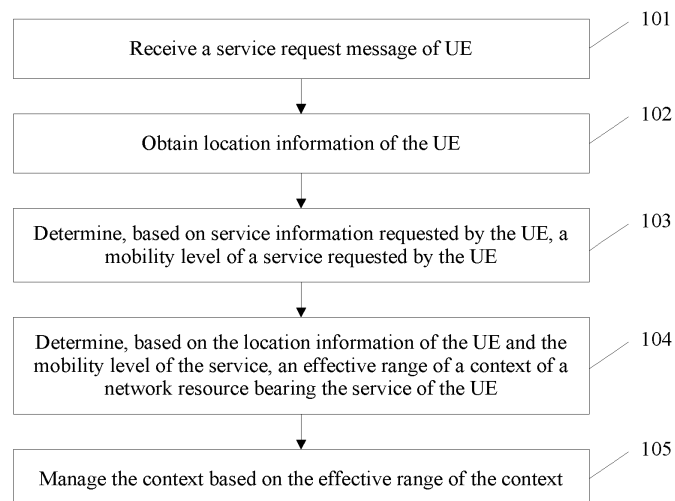 101
Receive a service request message of UE
102
Obtain location information of the UE
103
Determine, based on service information requested by the UE, a
mobility level of a service requested by the UE
104
Determine, based on the location information of the UE and the
mobility level of the service, an effective range of a context of a
network resource bearing the service of the UE
105
Manage the context based on the effective range of the context